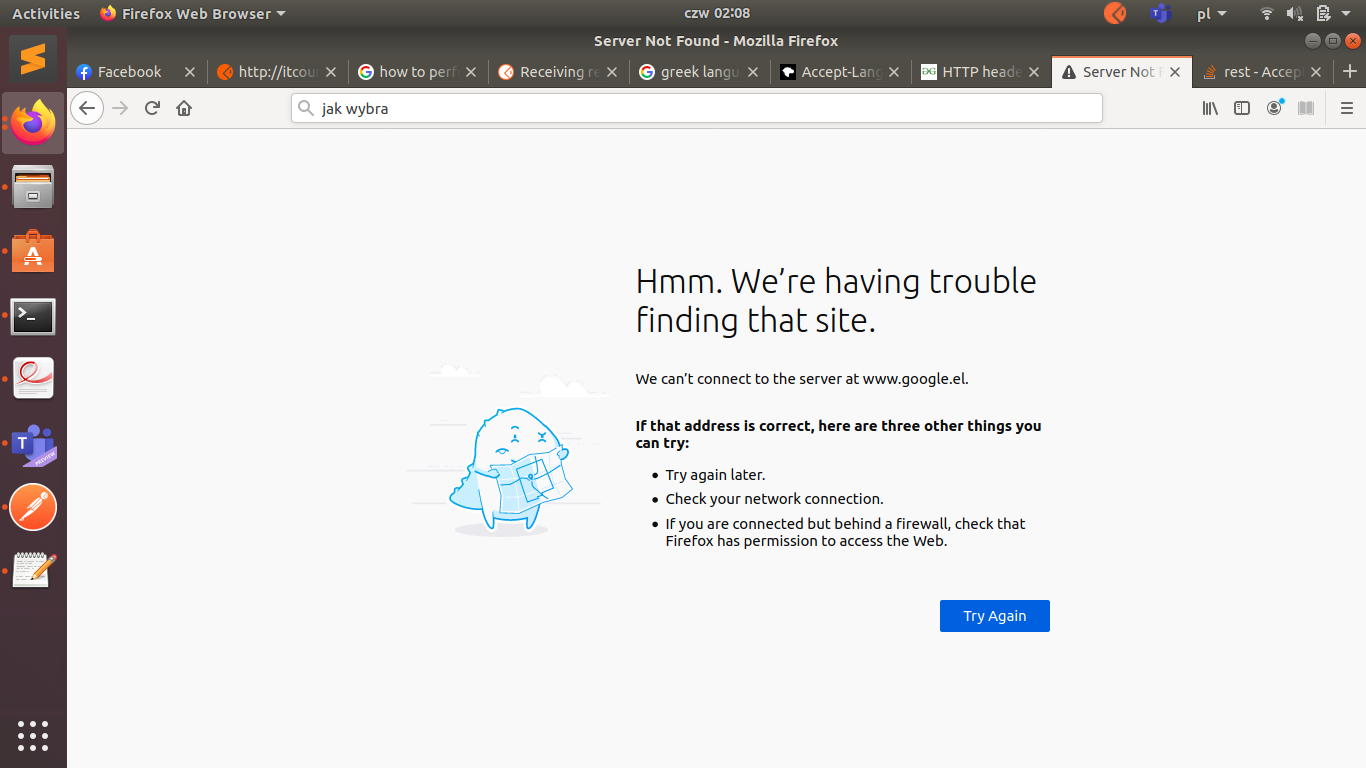 Activities Firefox Web Browser czw 02:08 pl
Server Not Found - Mozilla Firefox
Facebook http://itcour how to perf Receiving re greek langu Accept-Lang HTTP heade Server Not F rest - Accep
jak wybra
Hmm. We’re having trouble
finding that site.
We can’t connect to the server at www.google.el.
If that address is correct, here are three other things you
can try:
Try again later.
Check your network connection.
If you are connected but behind a firewall, check that
Firefox has permission to access the Web.
Try Again